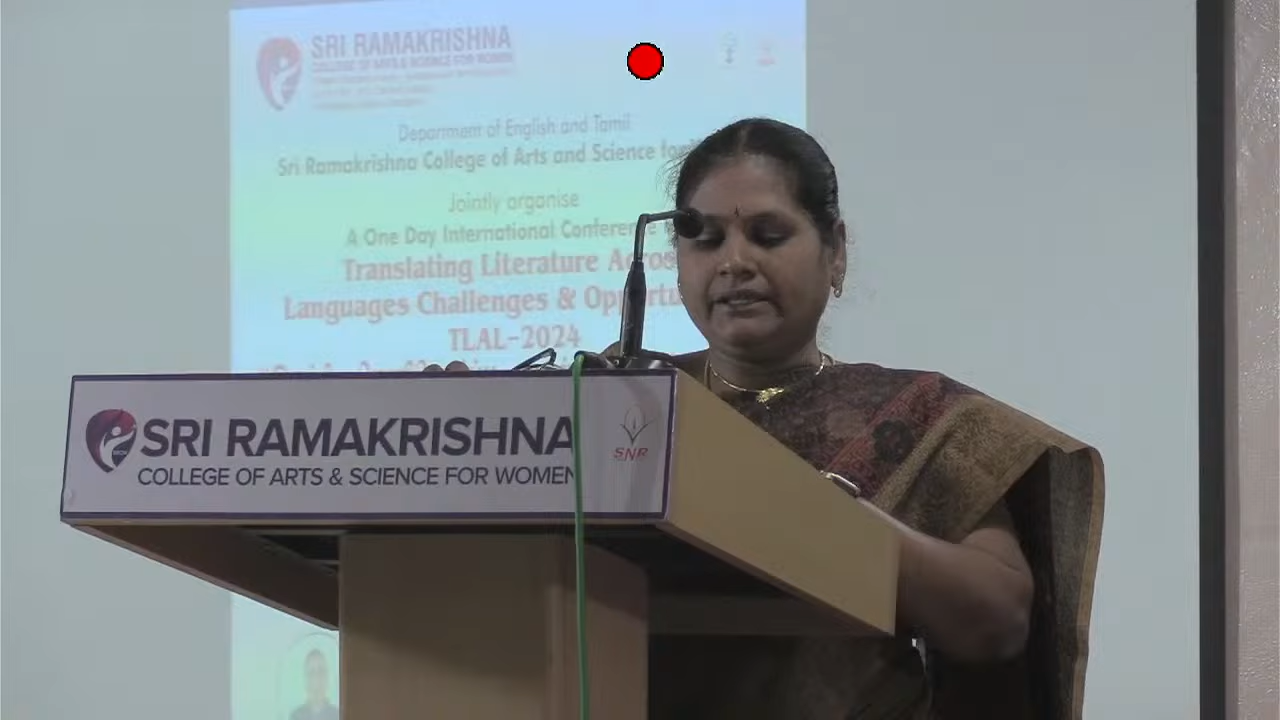 SRI RAMAKRISHNA
COLLEGE OF ARTS & SCIENCE FOR WOMEN
Department of English and Tamil
Sri Ramakrishna College of Arts and Science for
Jointly organise
A One Day International Conference
Translating Literature Across
Languages Challenges &
TLAL-2024
SRI RAMAKRISHNA
COLLEGE OF ARTS & SCIENCE FOR WOMEN
SNR